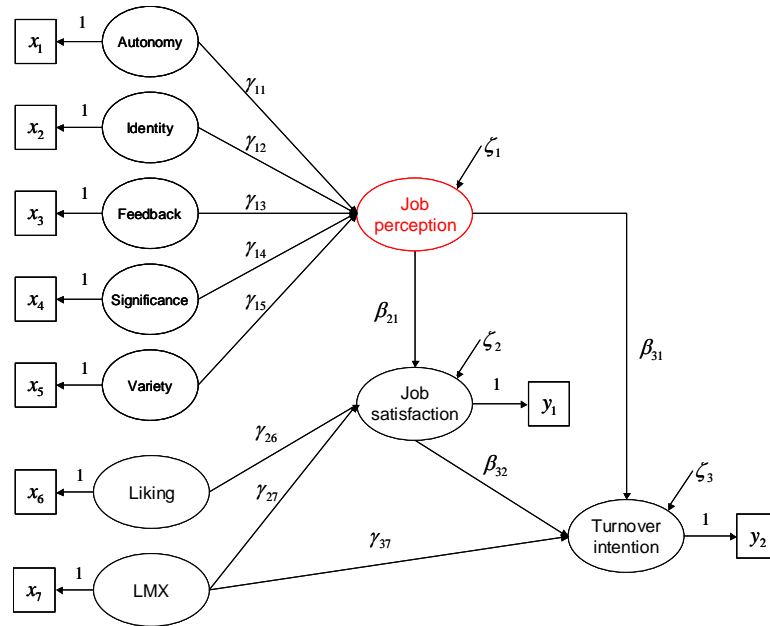 1
x₁
Autonomy
γ₁₁
1
x₂
Identity
γ₁₂
ζ₁
1
x₃
Feedback
γ₁₃
Job
perception
1
x₄
Significance
γ₁₄
1
x₅
Variety
γ₁₅
β₂₁
ζ₂
β₃₁
Job
satisfaction
1
y₁
1
x₆
Liking
γ₂₆
γ₂₇
β₃₂
ζ₃
1
x₇
LMX
γ₃₇
Turnover
intention
1
y₂